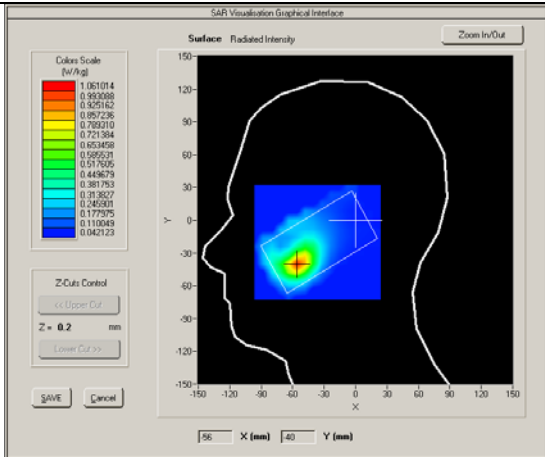 SAR Visualisation Graphical Interface
Surface Radiated Intensity
Zoom In/Out
Colors Scale
(W/kg)
1.061014
0.993088
0.925162
0.857236
0.789310
0.721384
0.653458
0.585531
0.517605
0.449679
0.381753
0.313827
0.245901
0.177975
0.110049
0.042123
150
120
90
60
30
0
-30
-60
-90
-120
-150
Y
-150 -120 -90 -60 -30 0 30 60 90 120 150
X
Z-Cuts Control
<< Upper Cut
Z = 0.2 mm
Lower Cut >>
SAVE Cancel
-56 X (mm) -40 Y (mm)